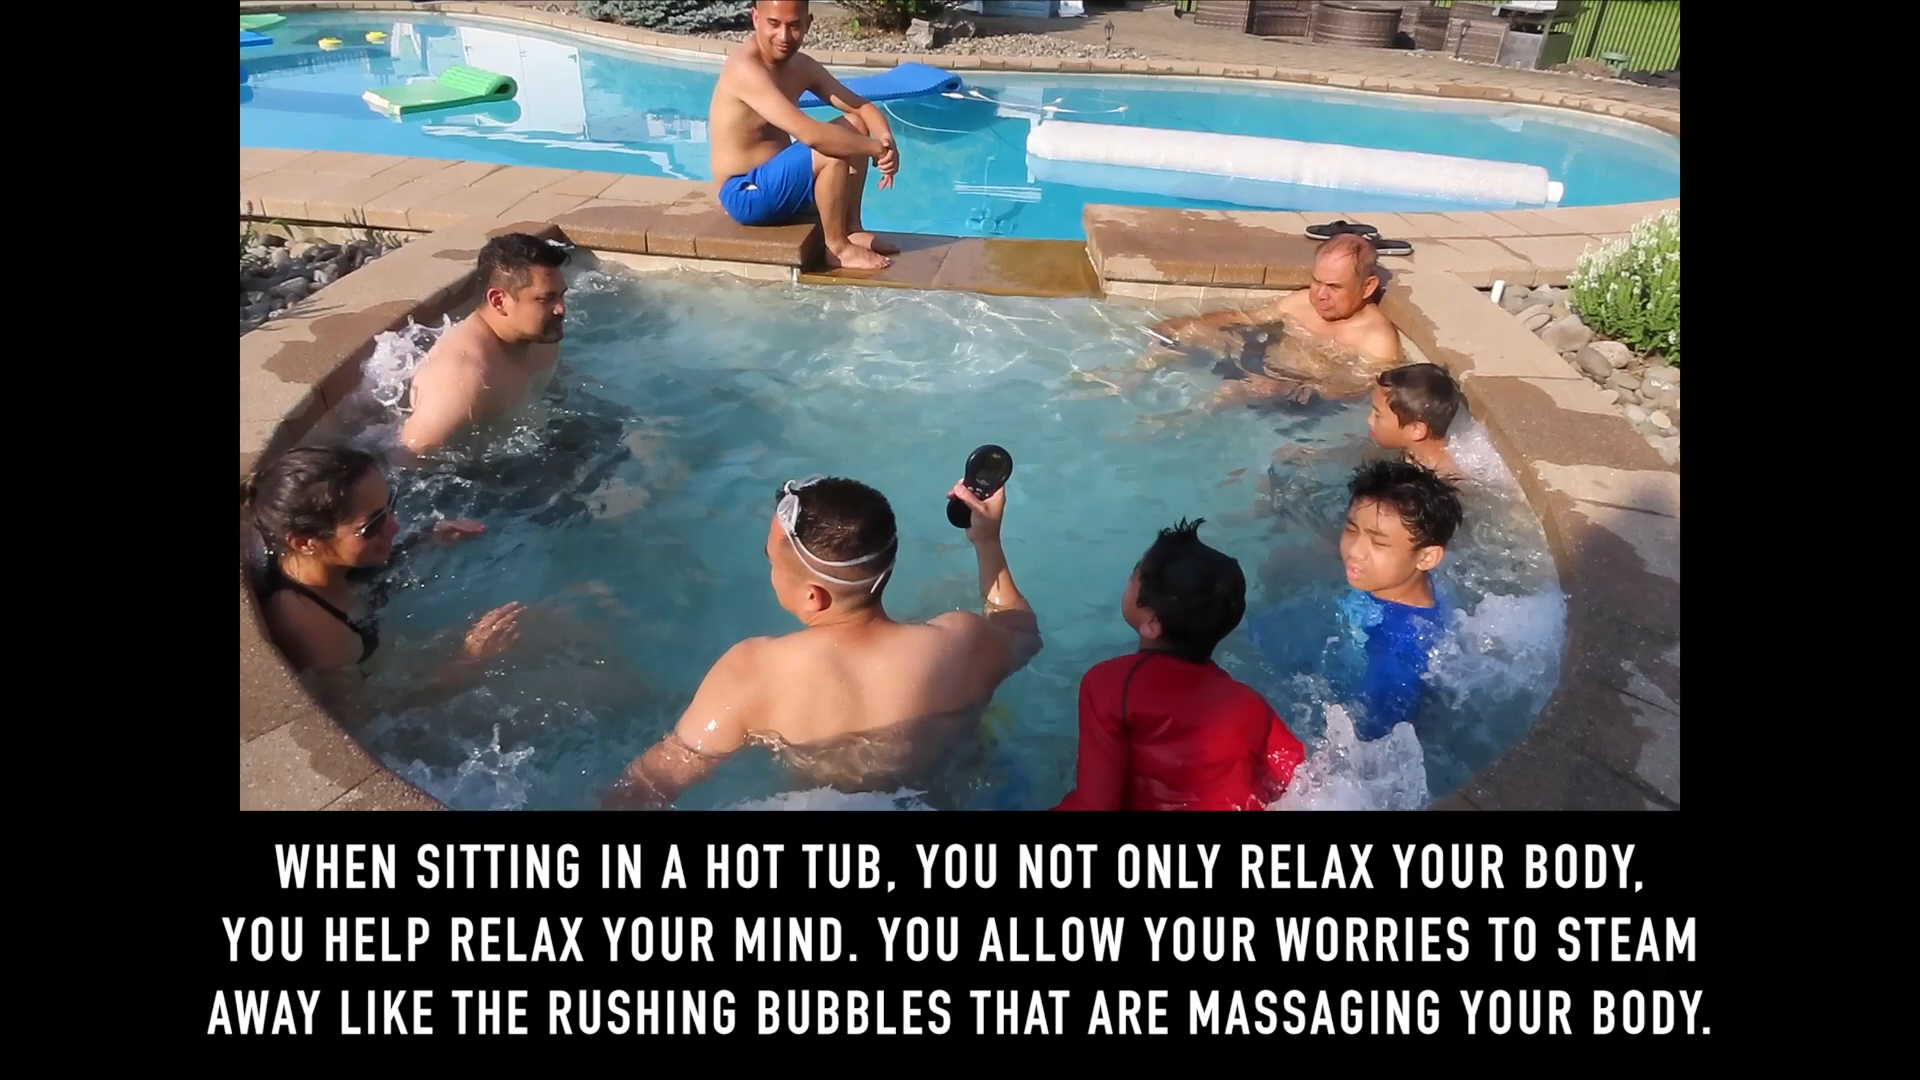 WHEN SITTING IN A HOT TUB, YOU NOT ONLY RELAX YOUR BODY,
YOU HELP RELAX YOUR MIND. YOU ALLOW YOUR WORRIES TO STEAM
AWAY LIKE THE RUSHING BUBBLES THAT ARE MASSAGING YOUR BODY.